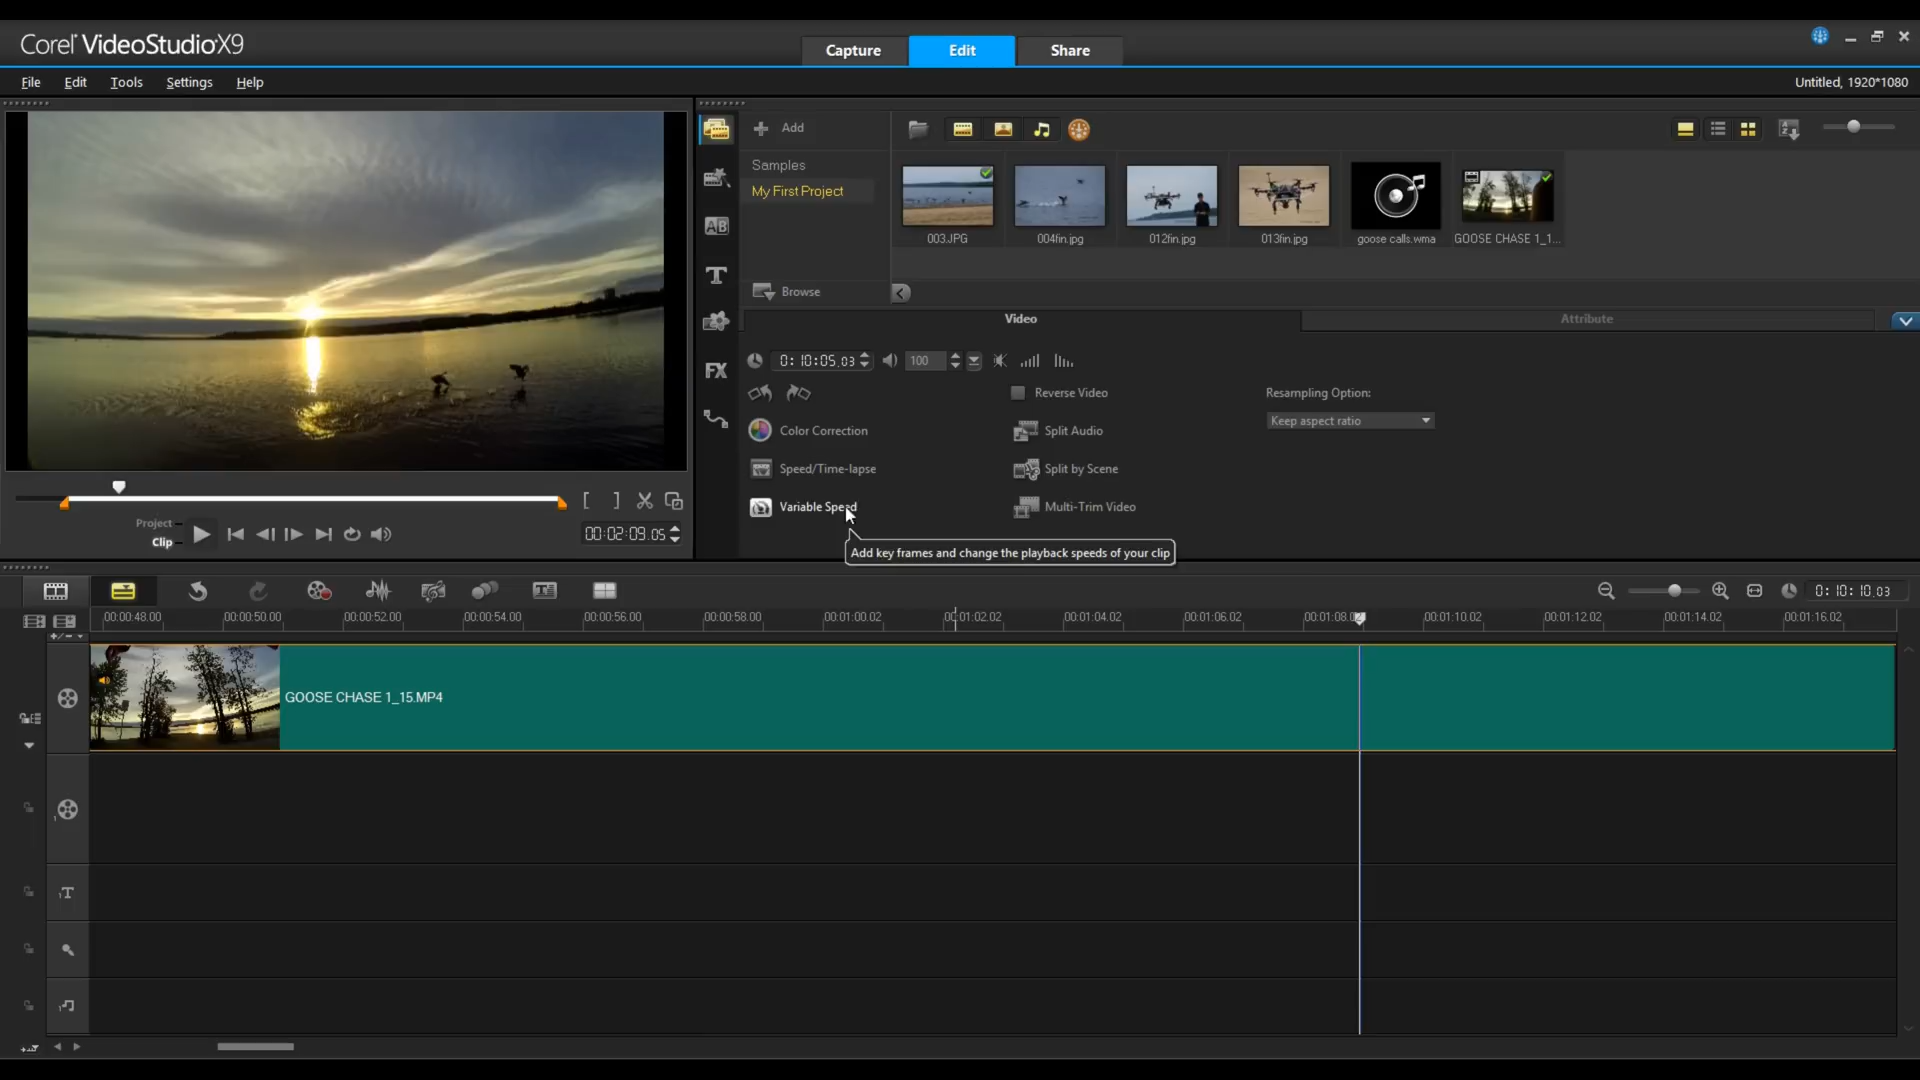 Corel VideoStudio X9
Capture
Edit
Share
File
Edit
Tools
Settings
Help
Untitled, 1920*1080
Add
Samples
My First Project
Browse
003.JPG
004fin.jpg
012fin.jpg
013fin.jpg
goose calls.wma
GOOSE CHASE 1_1...
AB
T
FX
Video
Attribute
0:10:05.03
100
Reverse Video
Resampling Option:
Keep aspect ratio
Color Correction
Split Audio
Speed/Time-lapse
Split by Scene
Variable Speed
Multi-Trim Video
Add key frames and change the playback speeds of your clip
Project
Clip
00:02:09.05
0:10:10.03
00:00:48.00
00:00:50.00
00:00:52.00
00:00:54.00
00:00:56.00
00:00:58.00
00:01:00.02
00:01:02.02
00:01:04.02
00:01:06.02
00:01:08.02
00:01:10.02
00:01:12.02
00:01:14.02
00:01:16.02
GOOSE CHASE 1_15.MP4
1
1T
1